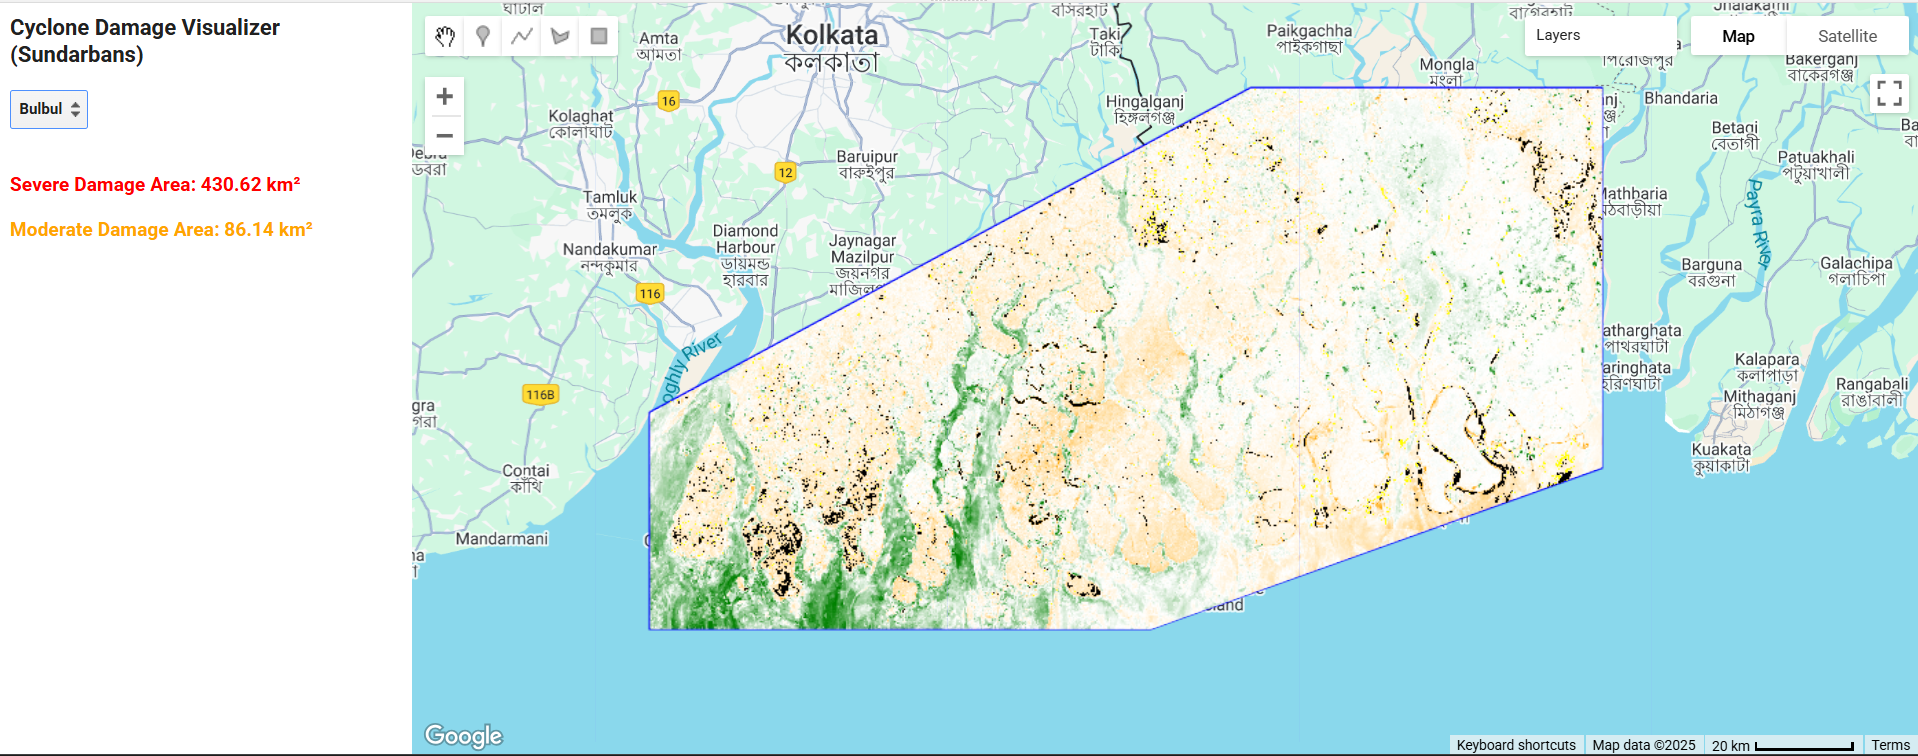 Cyclone Damage Visualizer
(Sundarbans)
Bulbul
Severe Damage Area: 430.62 km²
Moderate Damage Area: 86.14 km²
Layers
Map
Satellite
Kolkata
কলকাতা
Amta
আমতা
16
Kolaghat
কোলাঘাট
12
Baruipur
বারুইপুর
Tamluk
তমলুক
Nandakumar
নন্দকুমার
Diamond
Harbour
ডায়মন্ড
হারবার
Jaynagar
Mazilpur
জয়নগর
116
116B
Contai
কাঁথি
Mandarmani
Taki
টাকি
Hingalganj
হিঙ্গলগঞ্জ
Paikgachha
পাইকগাছা
Mongla
মংলা
Bakerganj
বাকেরগঞ্জ
Bhandaria
Betagi
বেতাগী
Patuakhali
পটুয়াখালী
Payra River
Barguna
বরগুনা
Galachipa
গলাচিপা
Kalapara
কলাপাড়া
Mithaganj
মিঠাগঞ্জ
Rangabali
রাঙাবালী
Kuakata
কুয়াকাটা
Google
Keyboard shortcuts
Map data ©2025
20 km
Terms